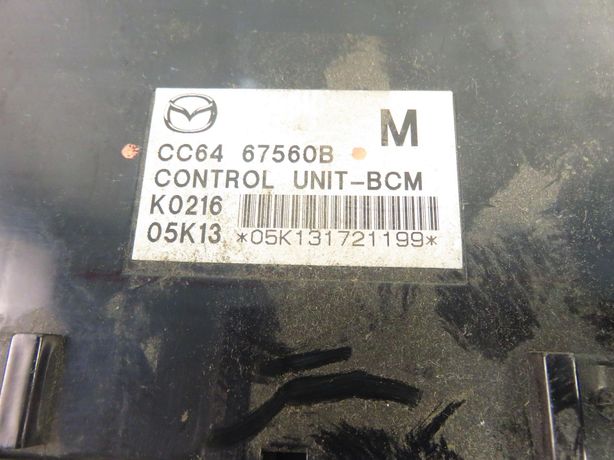 M
CC64 67560B
CONTROL UNIT-BCM
K0216
05K13 *05K131721199*